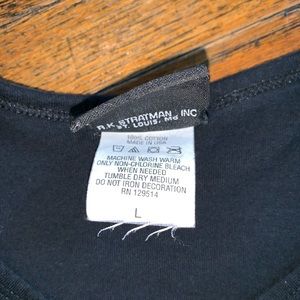 R.K. STRATMAN, INC
ST. LOUIS, MO
100% COTTON
MADE IN USA
MACHINE WASH WARM
ONLY NON-CHLORINE BLEACH
WHEN NEEDED
TUMBLE DRY MEDIUM
DO NOT IRON DECORATION
RN 129514
L